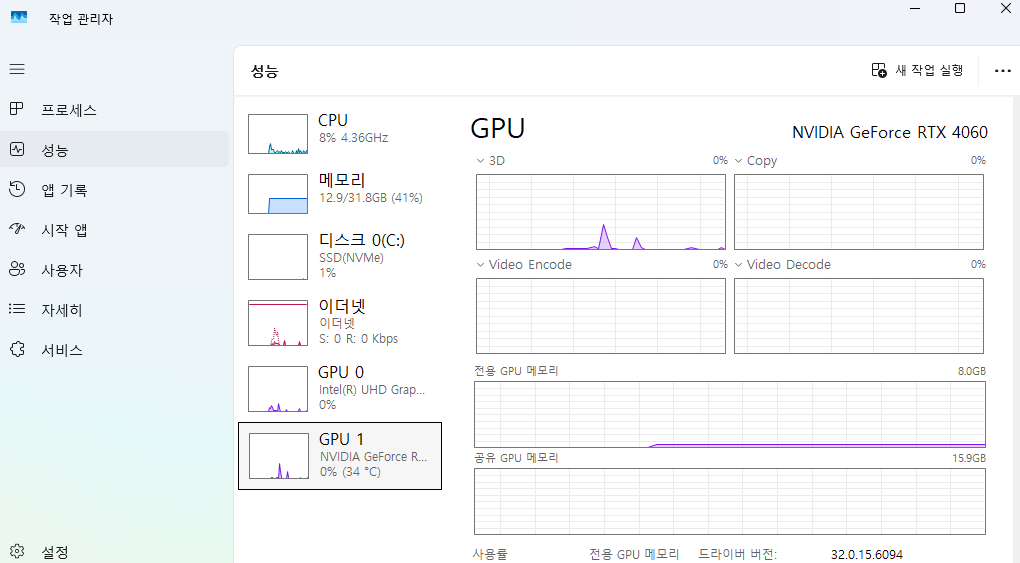 작업 관리자
성능
새 작업 실행
프로세스
성능
앱 기록
시작 앱
사용자
자세히
서비스
설정
CPU
8% 4.36GHz
메모리
12.9/31.8GB (41%)
디스크 0(C:)
SSD(NVMe)
1%
이더넷
이더넷
S: 0 R: 0 Kbps
GPU 0
Intel(R) UHD Grap...
0%
GPU 1
NVIDIA GeForce R...
0% (34 °C)
GPU
NVIDIA GeForce RTX 4060
3D 0%
Copy 0%
Video Encode 0%
Video Decode 0%
전용 GPU 메모리 8.0GB
공유 GPU 메모리 15.9GB
사용률 전용 GPU 메모리 드라이버 버전: 32.0.15.6094